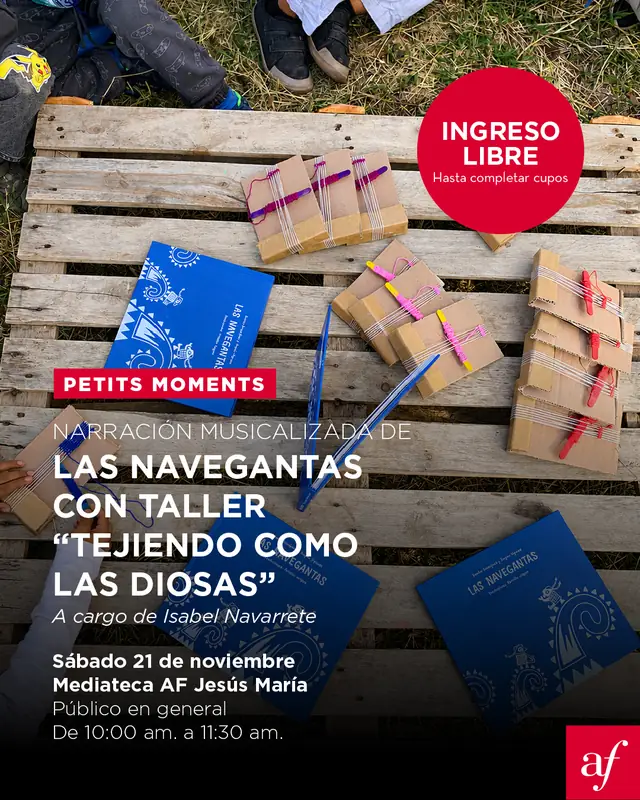 INGRESO
LIBRE
Hasta completar cupos
LAS NAVEGANTAS
PETITS MOMENTS
NARRACIÓN MUSICALIZADA DE
LAS NAVEGANTAS
CON TALLER
“TEJIENDO COMO
LAS DIOSAS”
A cargo de Isabel Navarrete
Sábado 21 de noviembre
Mediateca AF Jesús María
Público en general
De 10:00 am. a 11:30 am.
LAS NAVEGANTAS
LAS NAVEGANTAS
af